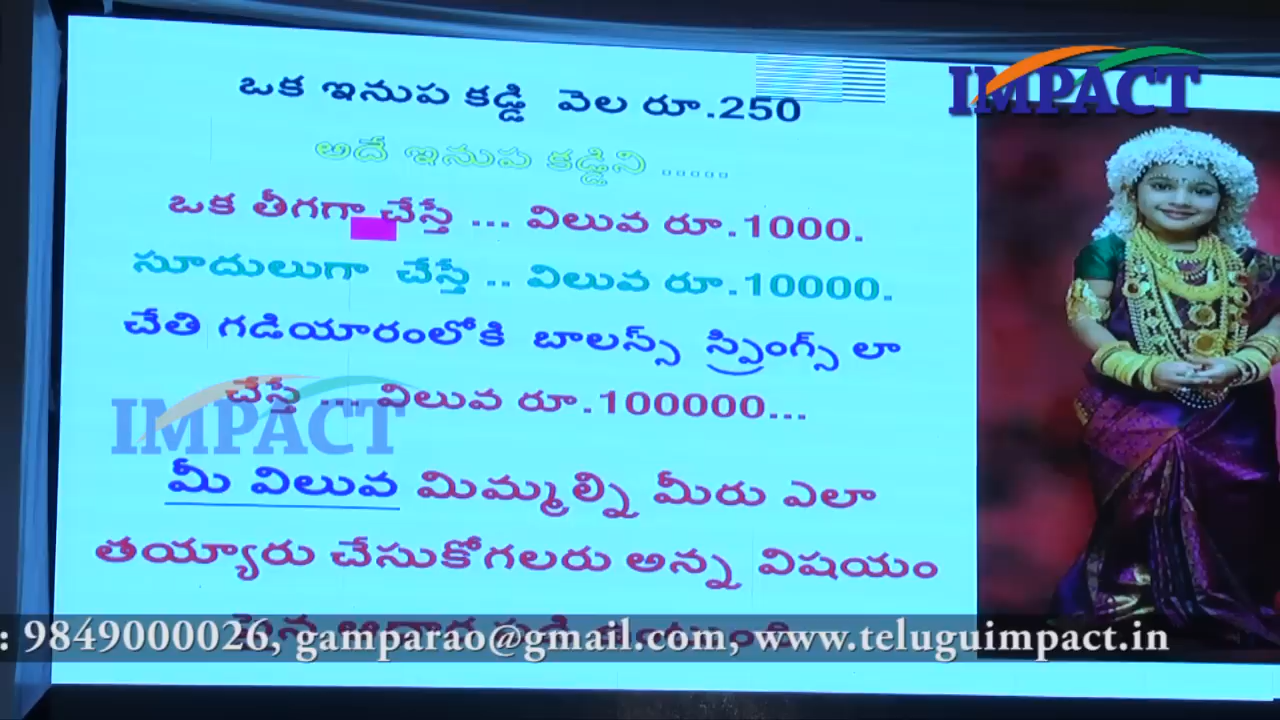 IMPACT
ఒక ఇనుప కడ్డి వెల రూ.250
అదే ఇనుప కడ్డిని .....
ఒక తీగగా చేస్తే ... విలువ రూ.1000.
సూదులుగా చేస్తే .. విలువ రూ.10000.
చేతి గడియారంలోకి బాలన్స్ స్ప్రింగ్స్ లా
చేస్తే ... విలువ రూ.100000...
IMPACT
మీ విలువ మిమ్మల్ని మీరు ఎలా
తయ్యారు చేసుకోగలరు అన్న విషయం
: 9849000026, gamparao@gmail.com, www.teluguimpact.in